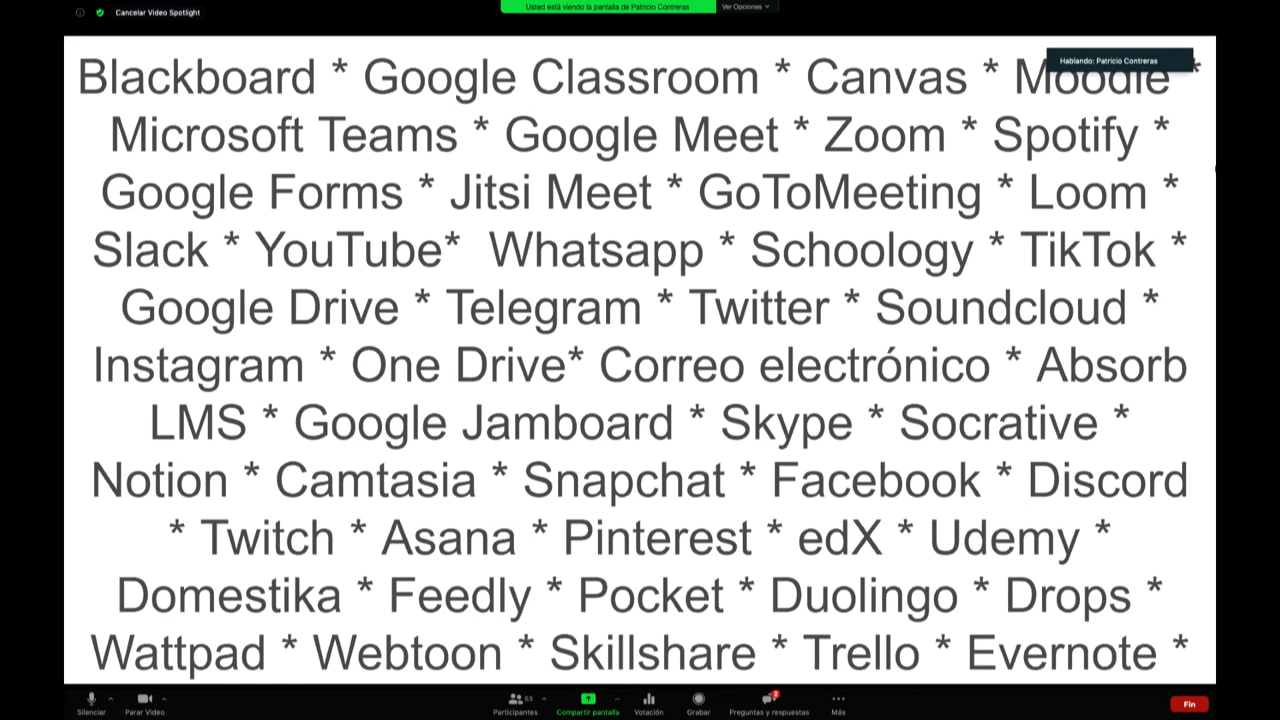 Cancelar Video Spotlight
Usted está viendo la pantalla de Patricio Contreras
Ver Opciones
Hablando: Patricio Contreras
Blackboard * Google Classroom * Canvas * Moodle *
Microsoft Teams * Google Meet * Zoom * Spotify *
Google Forms * Jitsi Meet * GoToMeeting * Loom *
Slack * YouTube* Whatsapp * Schoology * TikTok *
Google Drive * Telegram * Twitter * Soundcloud *
Instagram * One Drive* Correo electrónico * Absorb
LMS * Google Jamboard * Skype * Socrative *
Notion * Camtasia * Snapchat * Facebook * Discord
* Twitch * Asana * Pinterest * edX * Udemy *
Domestika * Feedly * Pocket * Duolingo * Drops *
Wattpad * Webtoon * Skillshare * Trello * Evernote *
Silenciar
Parar Video
Participantes
53
Compartir pantalla
Votación
Grabar
Preguntas y respuestas
2
Más
Fin